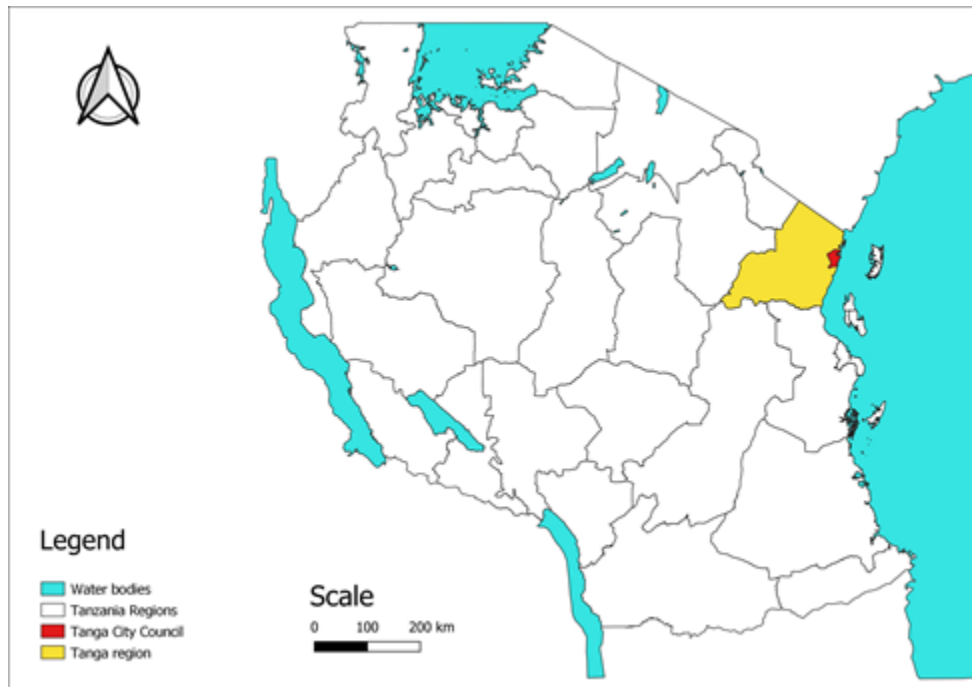 Legend
Water bodies
Tanzania Regions
Tanga City Council
Tanga region
Scale
0 100 200 km